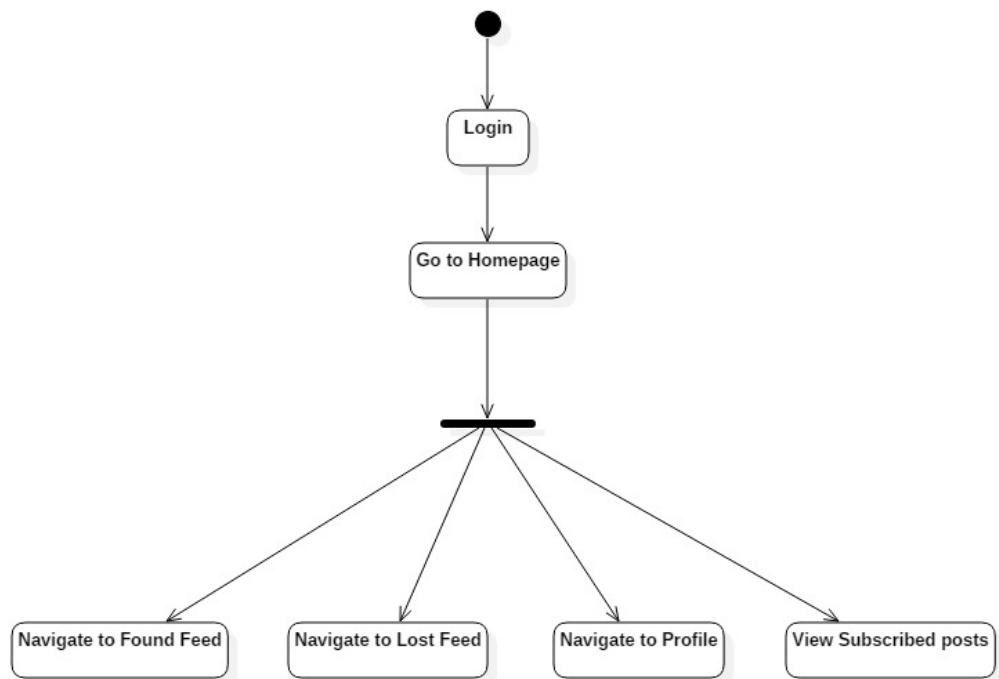 Login
Go to Homepage
Navigate to Found Feed
Navigate to Lost Feed
Navigate to Profile
View Subscribed posts